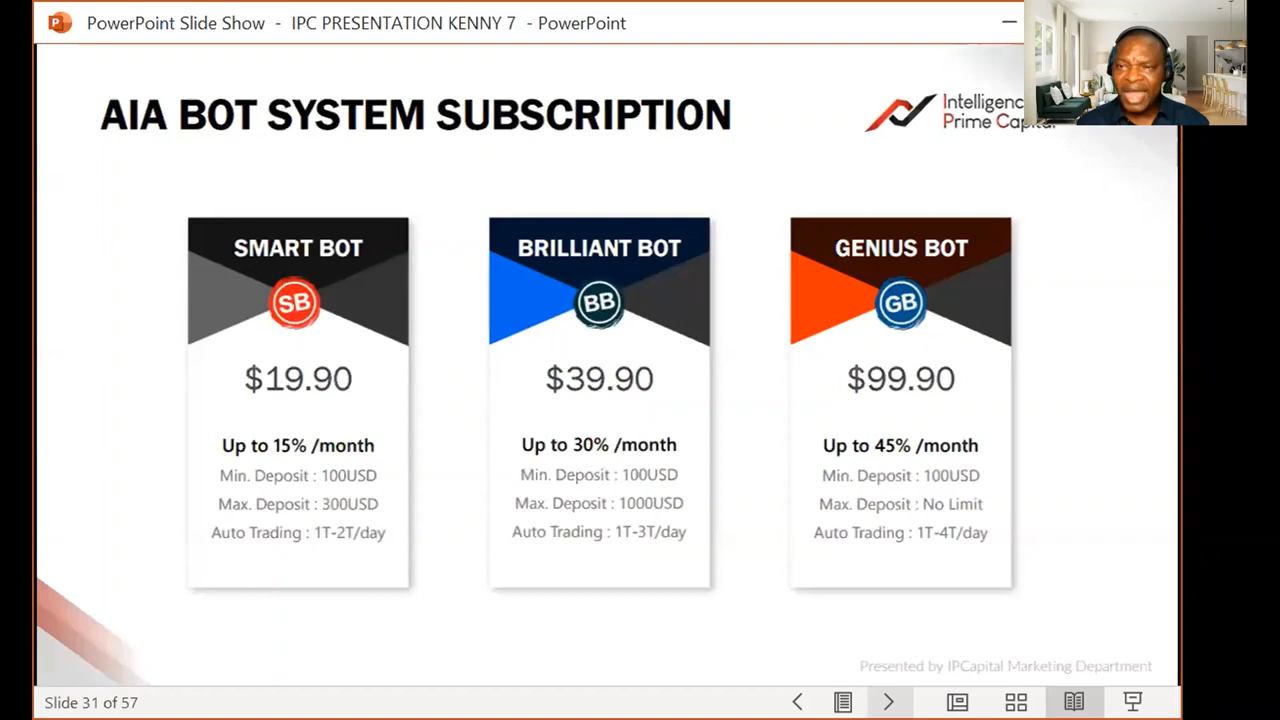 PowerPoint Slide Show - IPC PRESENTATION KENNY 7 - PowerPoint
AIA BOT SYSTEM SUBSCRIPTION
Prime
SMART BOT
SB
$19.90
Up to 15% /month
Min. Deposit : 100USD
Max. Deposit : 300USD
Auto Trading : 1T-2T/day
BRILLIANT BOT
BB
$39.90
Up to 30% /month
Min. Deposit : 100USD
Max. Deposit : 1000USD
Auto Trading : 1T-3T/day
GENIUS BOT
GB
$99.90
Up to 45% /month
Min. Deposit : 100USD
Max. Deposit : No Limit
Auto Trading : 1T-4T/day
Presented by IPCapital Marketing Department
Slide 31 of 57